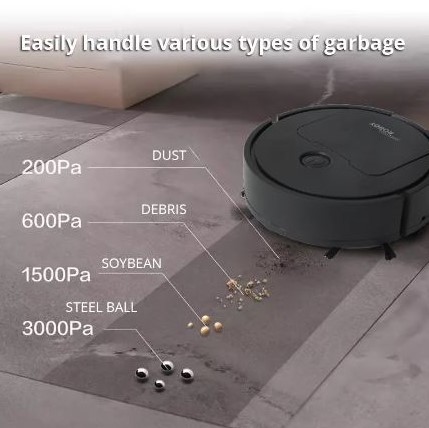 Easily handle various types of garbage
DUST
200Pa
DEBRIS
600Pa
SOYBEAN
1500Pa
STEEL BALL
3000Pa